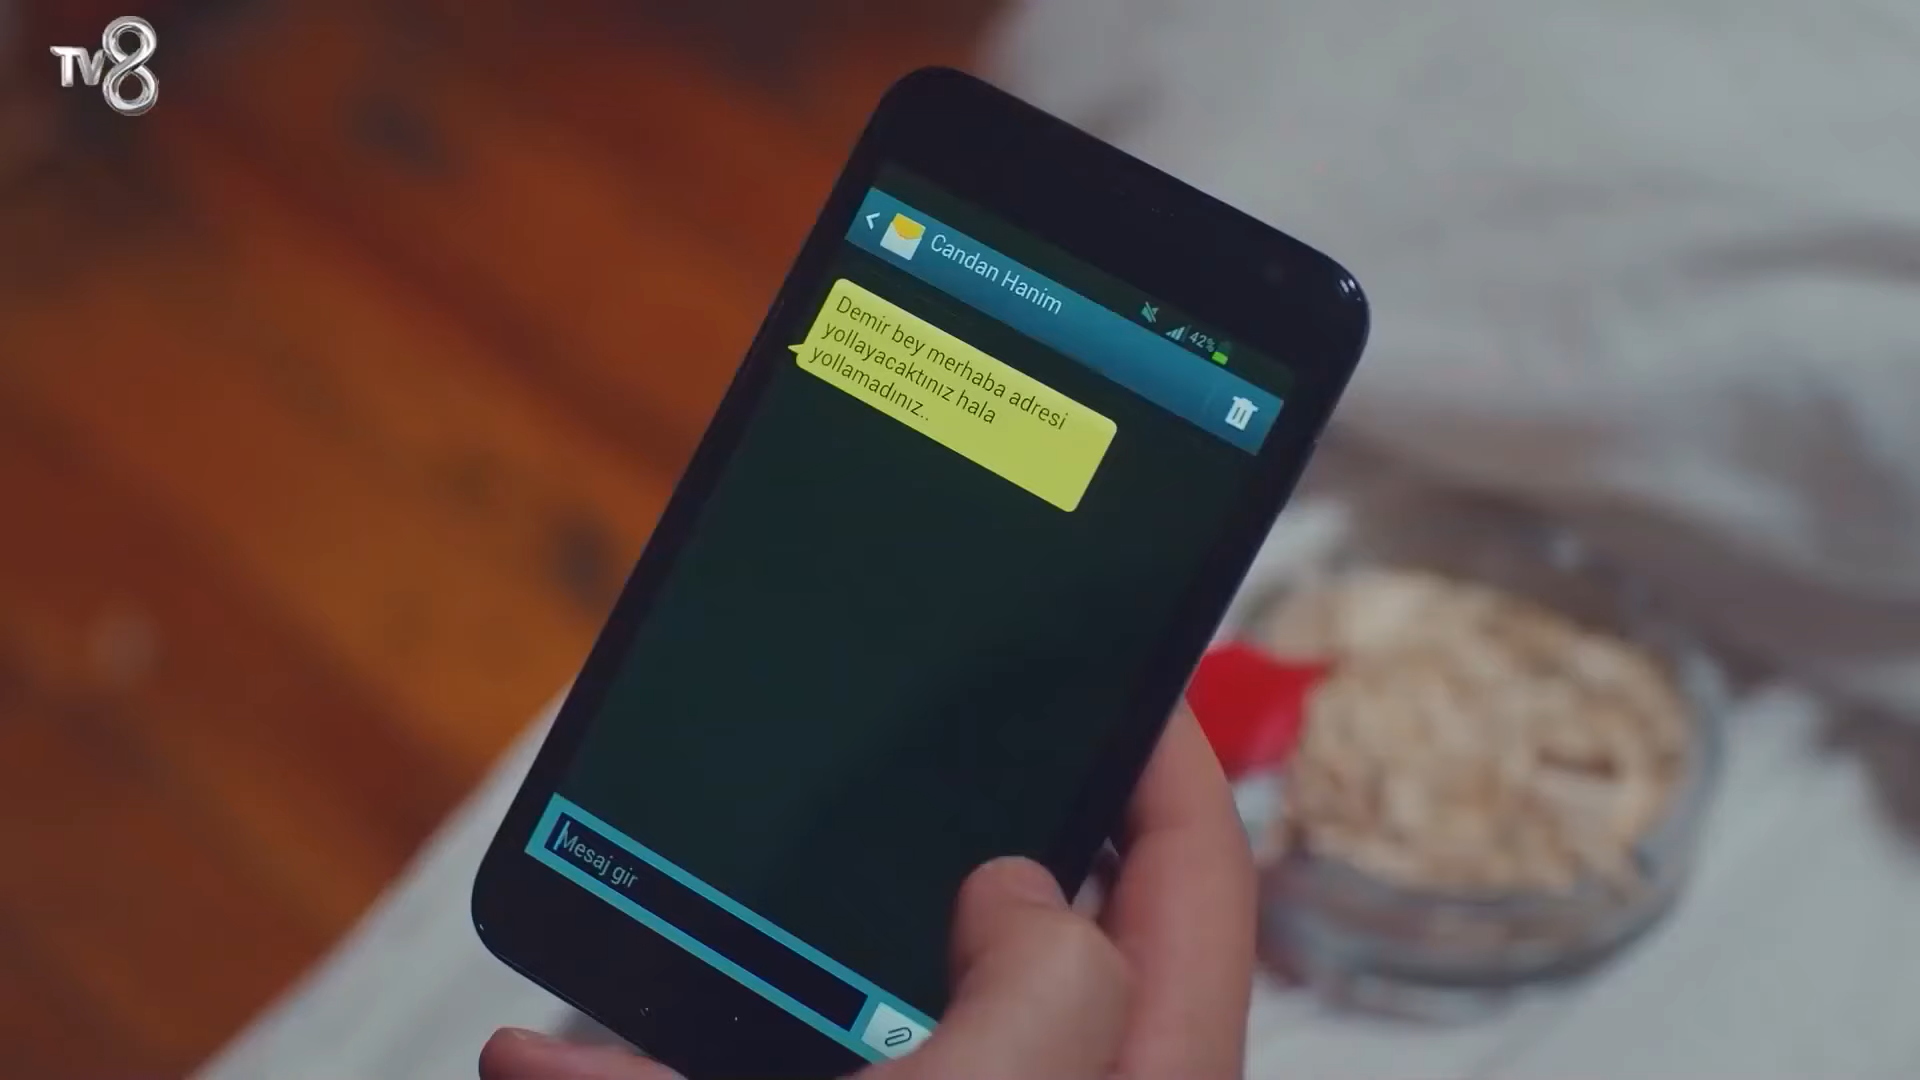 TV8
Candan Hanim
42%
Demir bey merhaba adresi
yollayacaktınız hala
yollamadınız..
Mesaj gir